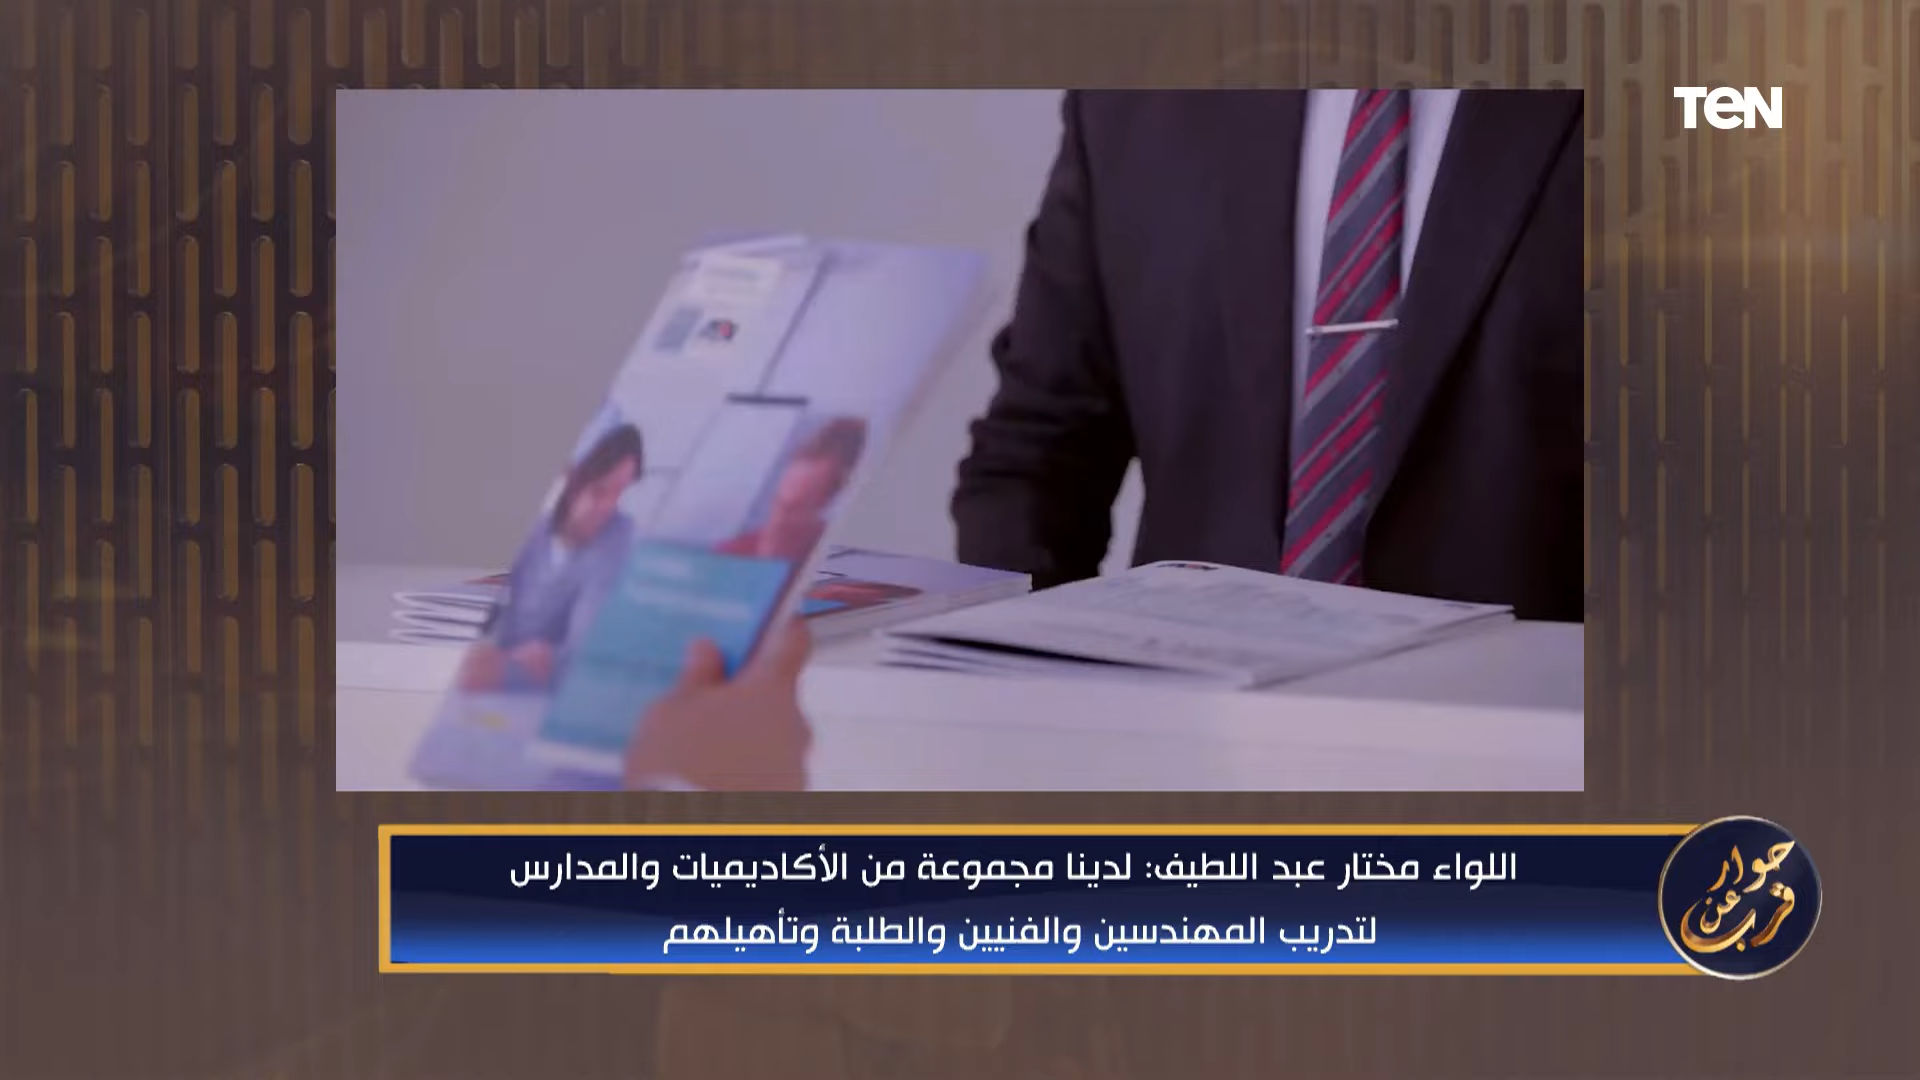 TEN
اللواء مختار عبد اللطيف: لدينا مجموعة من الأكاديميات والمدارس
لتدريب المهندسين والفنيين والطلبة وتأهيلهم
حوار
عن
قرب